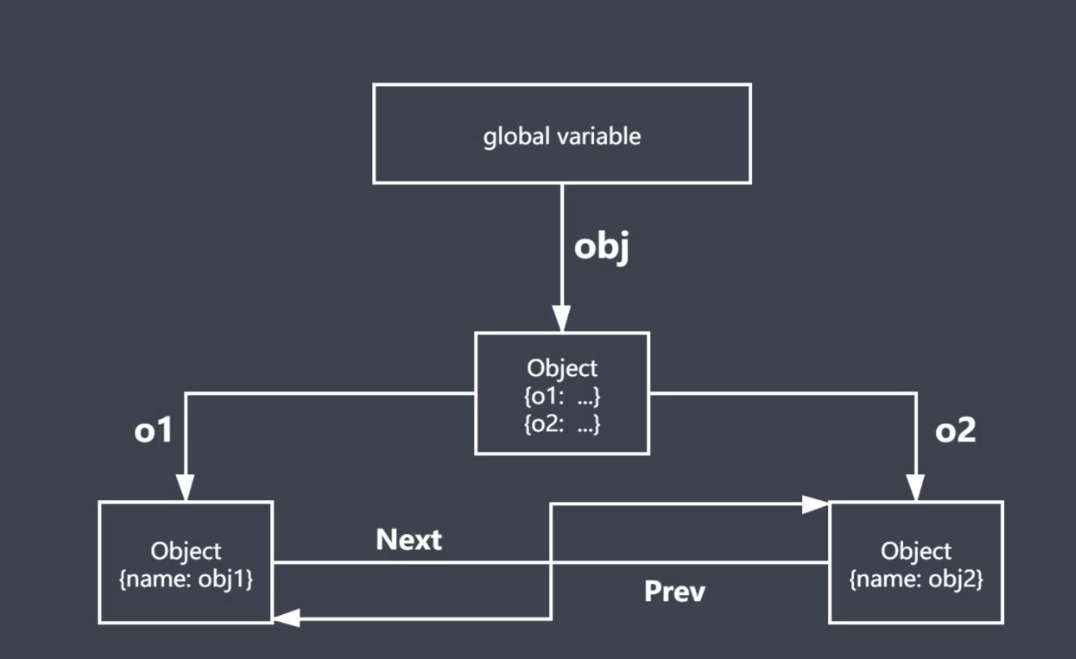 global variable
obj
Object
{o1: ...}
{o2: ...}
o1
o2
Object
{name: obj1}
Next
Prev
Object
{name: obj2}